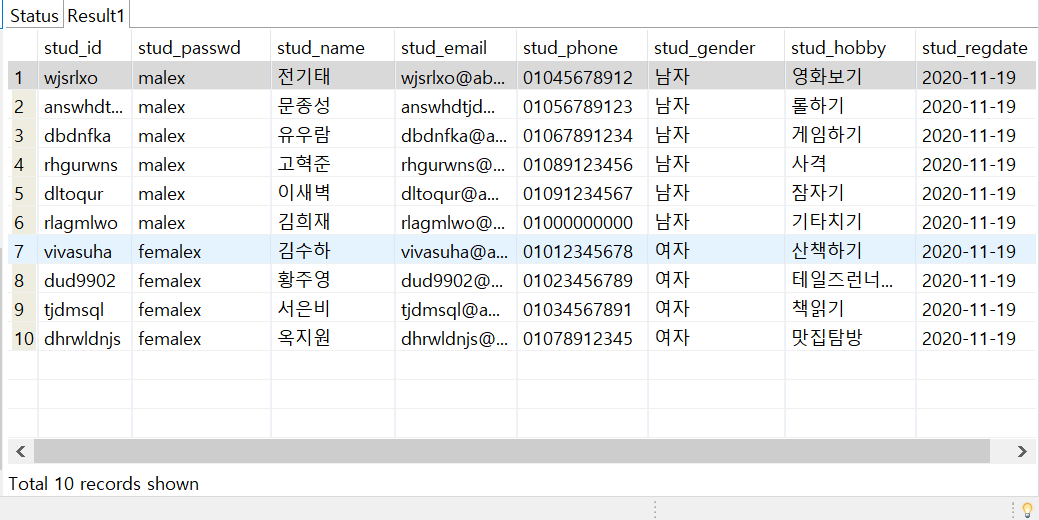 Status Result1
stud_id stud_passwd stud_name stud_email stud_phone stud_gender stud_hobby stud_regdate
1 wjsrlxo malex 전기태 wjsrlxo@ab... 01045678912 남자 영화보기 2020-11-19
2 answhdt... malex 문종성 answhdtjd... 01056789123 남자 롤하기 2020-11-19
3 dbdnfka malex 유우람 dbdnfka@a... 01067891234 남자 게임하기 2020-11-19
4 rhgurwns malex 고혁준 rhgurwns@... 01089123456 남자 사격 2020-11-19
5 dltoqur malex 이새벽 dltoqur@a... 01091234567 남자 잠자기 2020-11-19
6 rlagmlwo malex 김희재 rlagmlwo@... 01000000000 남자 기타치기 2020-11-19
7 vivasuha femalex 김수하 vivasuha@a... 01012345678 여자 산책하기 2020-11-19
8 dud9902 femalex 황주영 dud9902@... 01023456789 여자 테일즈런너... 2020-11-19
9 tjdmsql femalex 서은비 tjdmsql@a... 01034567891 여자 책읽기 2020-11-19
10 dhrwldnjs femalex 옥지원 dhrwldnjs@... 01078912345 여자 맛집탐방 2020-11-19
Total 10 records shown